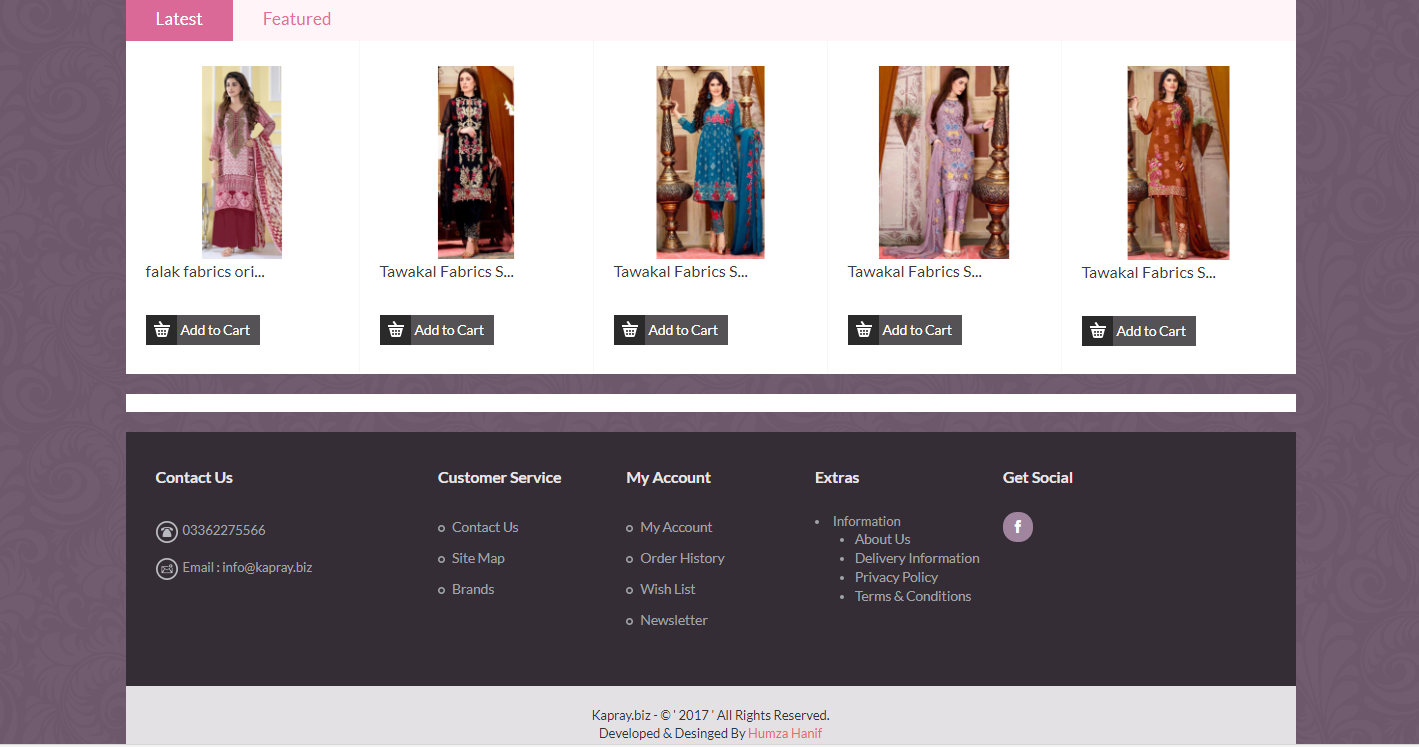 Latest Featured
falak fabrics ori... Tawakal Fabrics S... Tawakal Fabrics S... Tawakal Fabrics S... Tawakal Fabrics S...
Add to Cart Add to Cart Add to Cart Add to Cart Add to Cart
Contact Us
03362275566
Email : info@kapray.biz
Customer Service
Contact Us
Site Map
Brands
My Account
My Account
Order History
Wish List
Newsletter
Extras
Information
About Us
Delivery Information
Privacy Policy
Terms & Conditions
Get Social
f
Kapray.biz - © ' 2017 ' All Rights Reserved.
Developed & Desinged By Humza Hanif